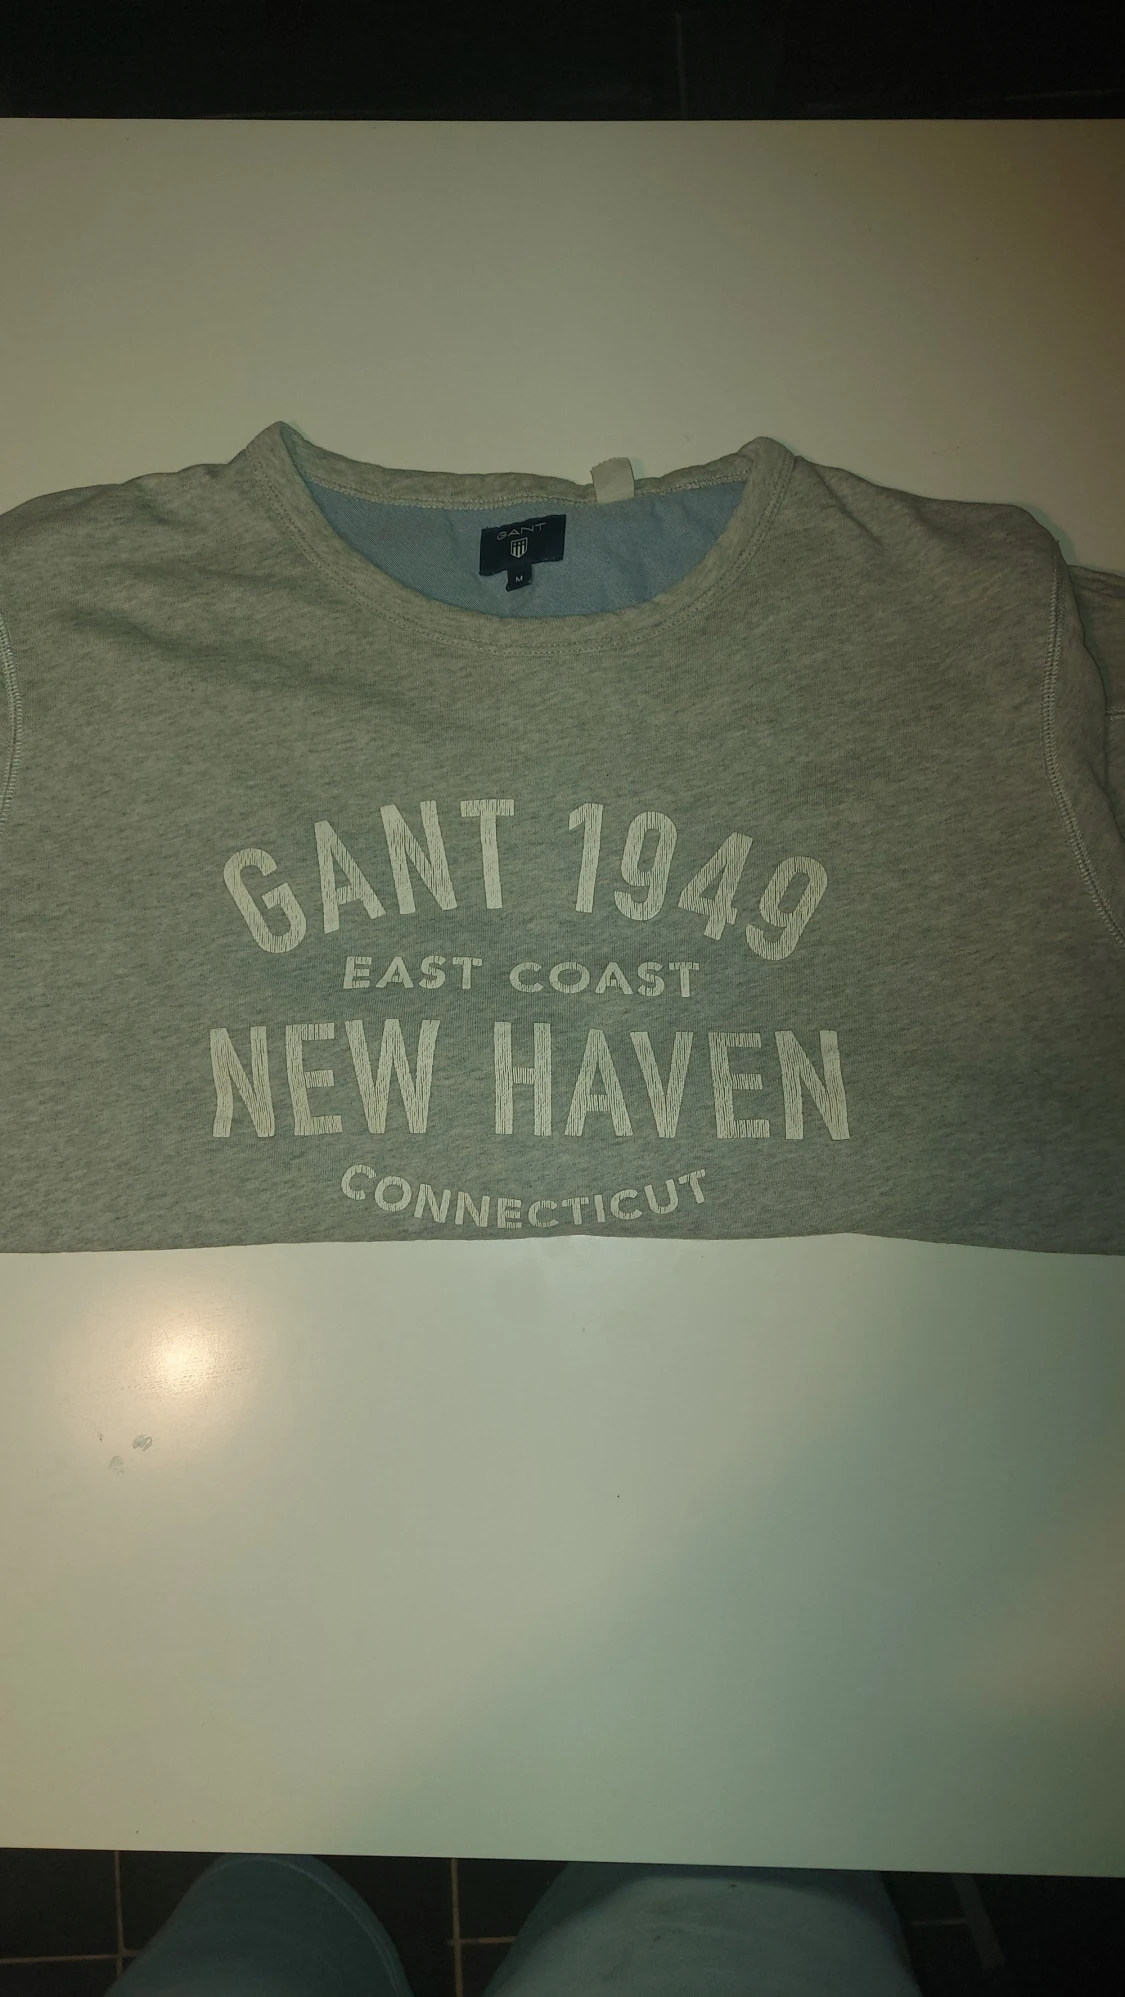 GANT
M
GANT 1949
EAST COAST
NEW HAVEN
CONNECTICUT